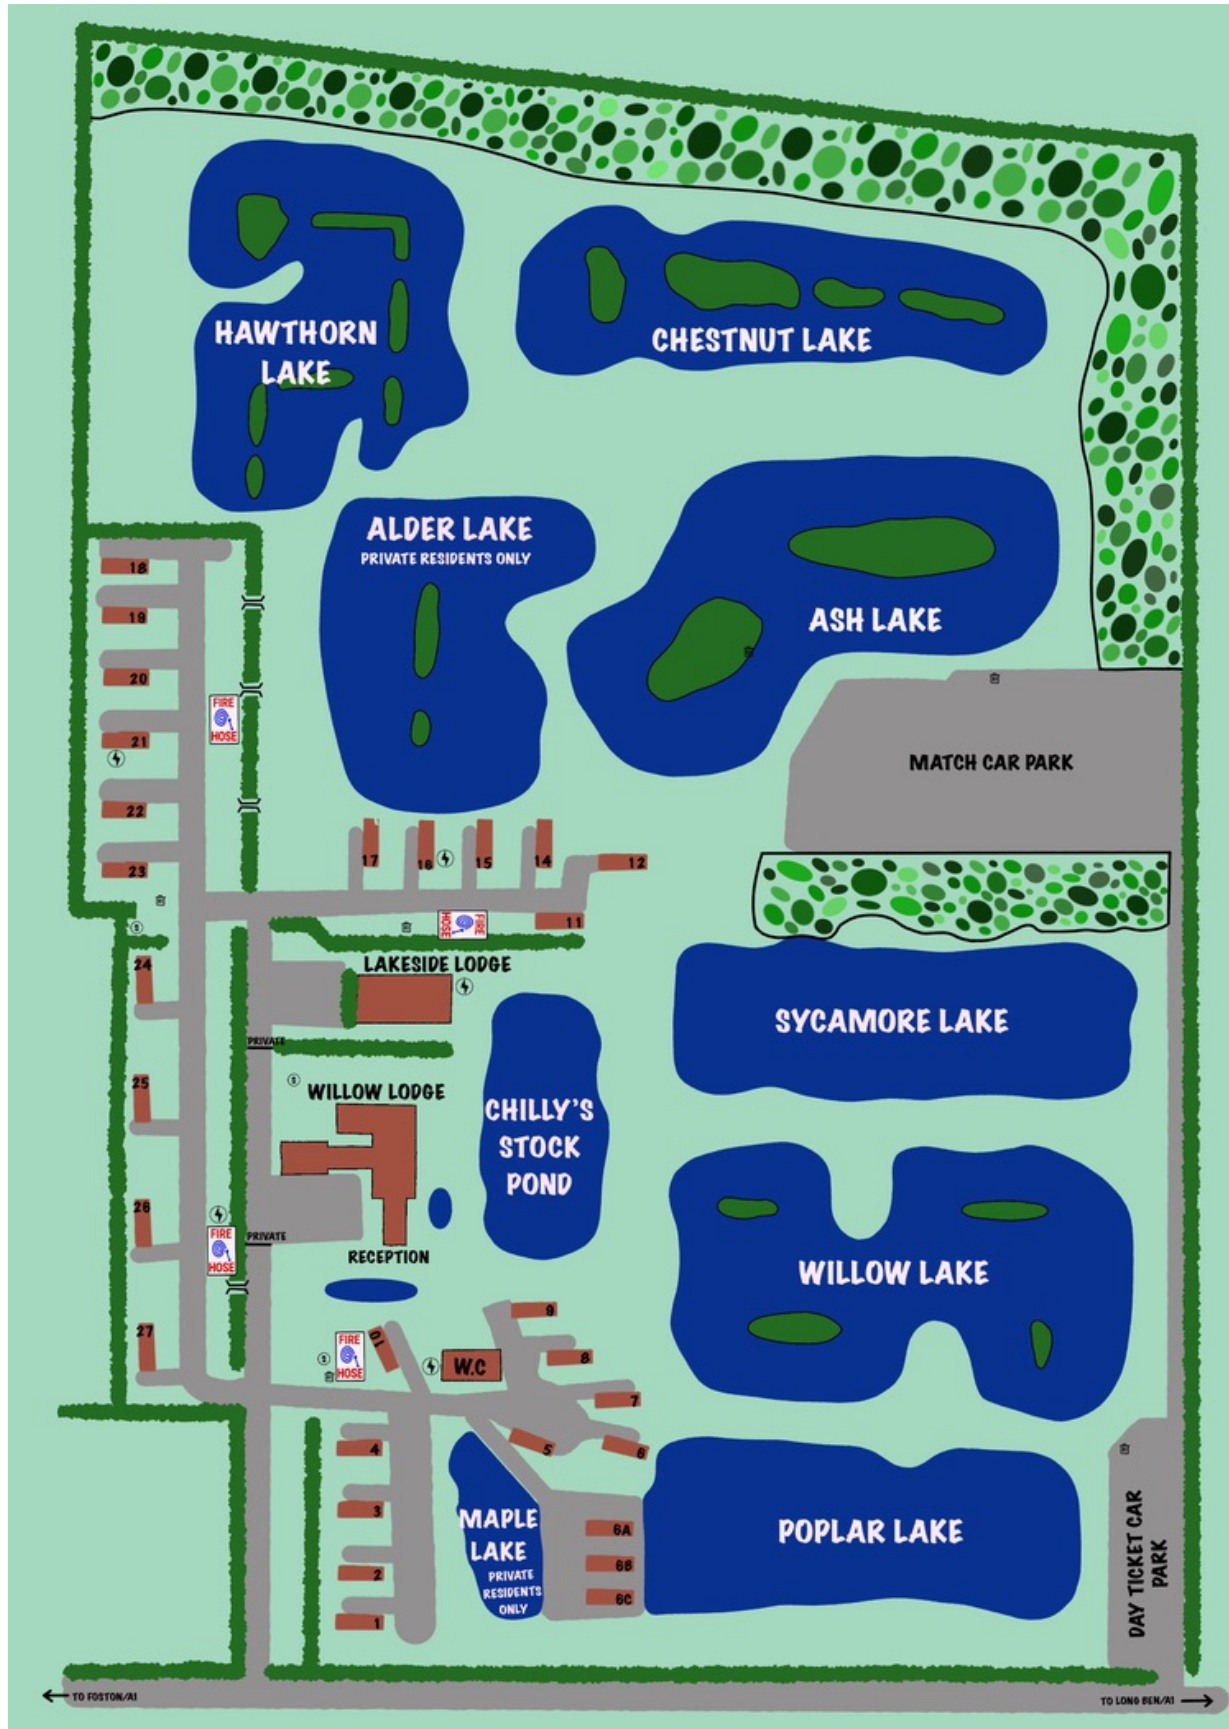 HAWTHORN
LAKE
CHESTNUT LAKE
ALDER LAKE
PRIVATE RESIDENTS ONLY
ASH LAKE
18
19
20
21
22
23
FIRE
HOSE
MATCH CAR PARK
17
16
15
14
12
11
FIRE
HOSE
LAKESIDE LODGE
24
SYCAMORE LAKE
PRIVATE
25
WILLOW LODGE
CHILLY'S
STOCK
POND
26
FIRE
HOSE
PRIVATE
RECEPTION
WILLOW LAKE
27
FIRE
HOSE
10
W.C
9
8
7
6
5
4
3
2
1
MAPLE
LAKE
PRIVATE
RESIDENTS
ONLY
6A
6B
6C
POPLAR LAKE
DAY TICKET CAR
PARK
TO FOSTON/A1
TO LONG BEN/A1